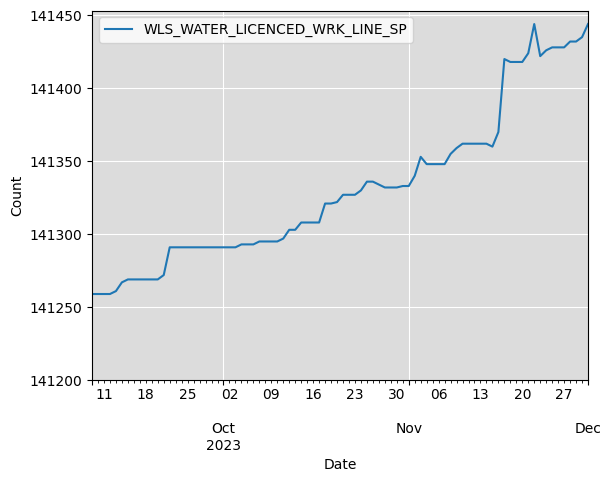 WLS_WATER_LICENCED_WRK_LINE_SP
141450
141400
141350
141300
141250
141200
Count
11 18 25 02 09 16 23 30 06 13 20 27
Oct Nov Dec
2023
Date